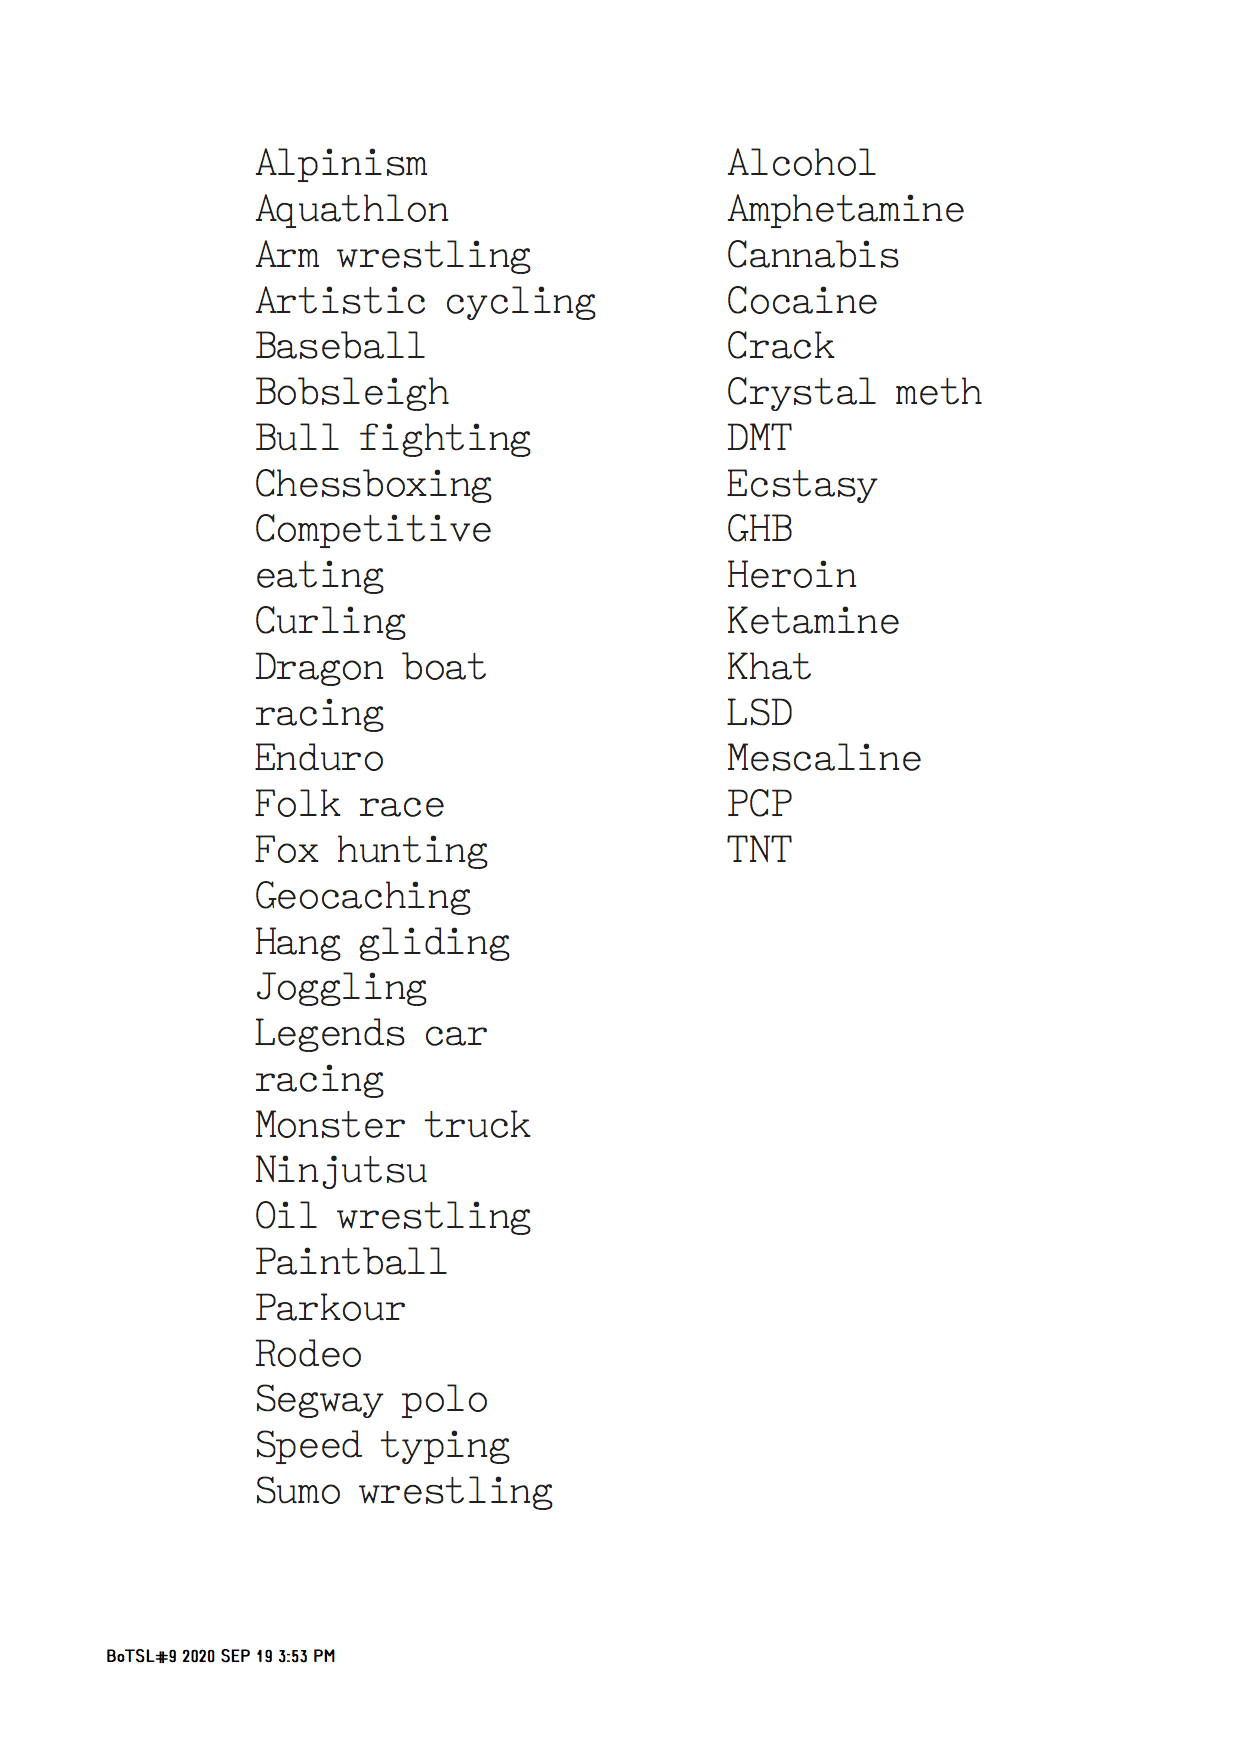 Alpinism
Aquathlon
Arm wrestling
Artistic cycling
Baseball
Bobsleigh
Bull fighting
Chessboxing
Competitive
eating
Curling
Dragon boat
racing
Enduro
Folk race
Fox hunting
Geocaching
Hang gliding
Joggling
Legends car
racing
Monster truck
Ninjutsu
Oil wrestling
Paintball
Parkour
Rodeo
Segway polo
Speed typing
Sumo wrestling
Alcohol
Amphetamine
Cannabis
Cocaine
Crack
Crystal meth
DMT
Ecstasy
GHB
Heroin
Ketamine
Khat
LSD
Mescaline
PCP
TNT
BoTSL#9 2020 SEP 19 3:53 PM